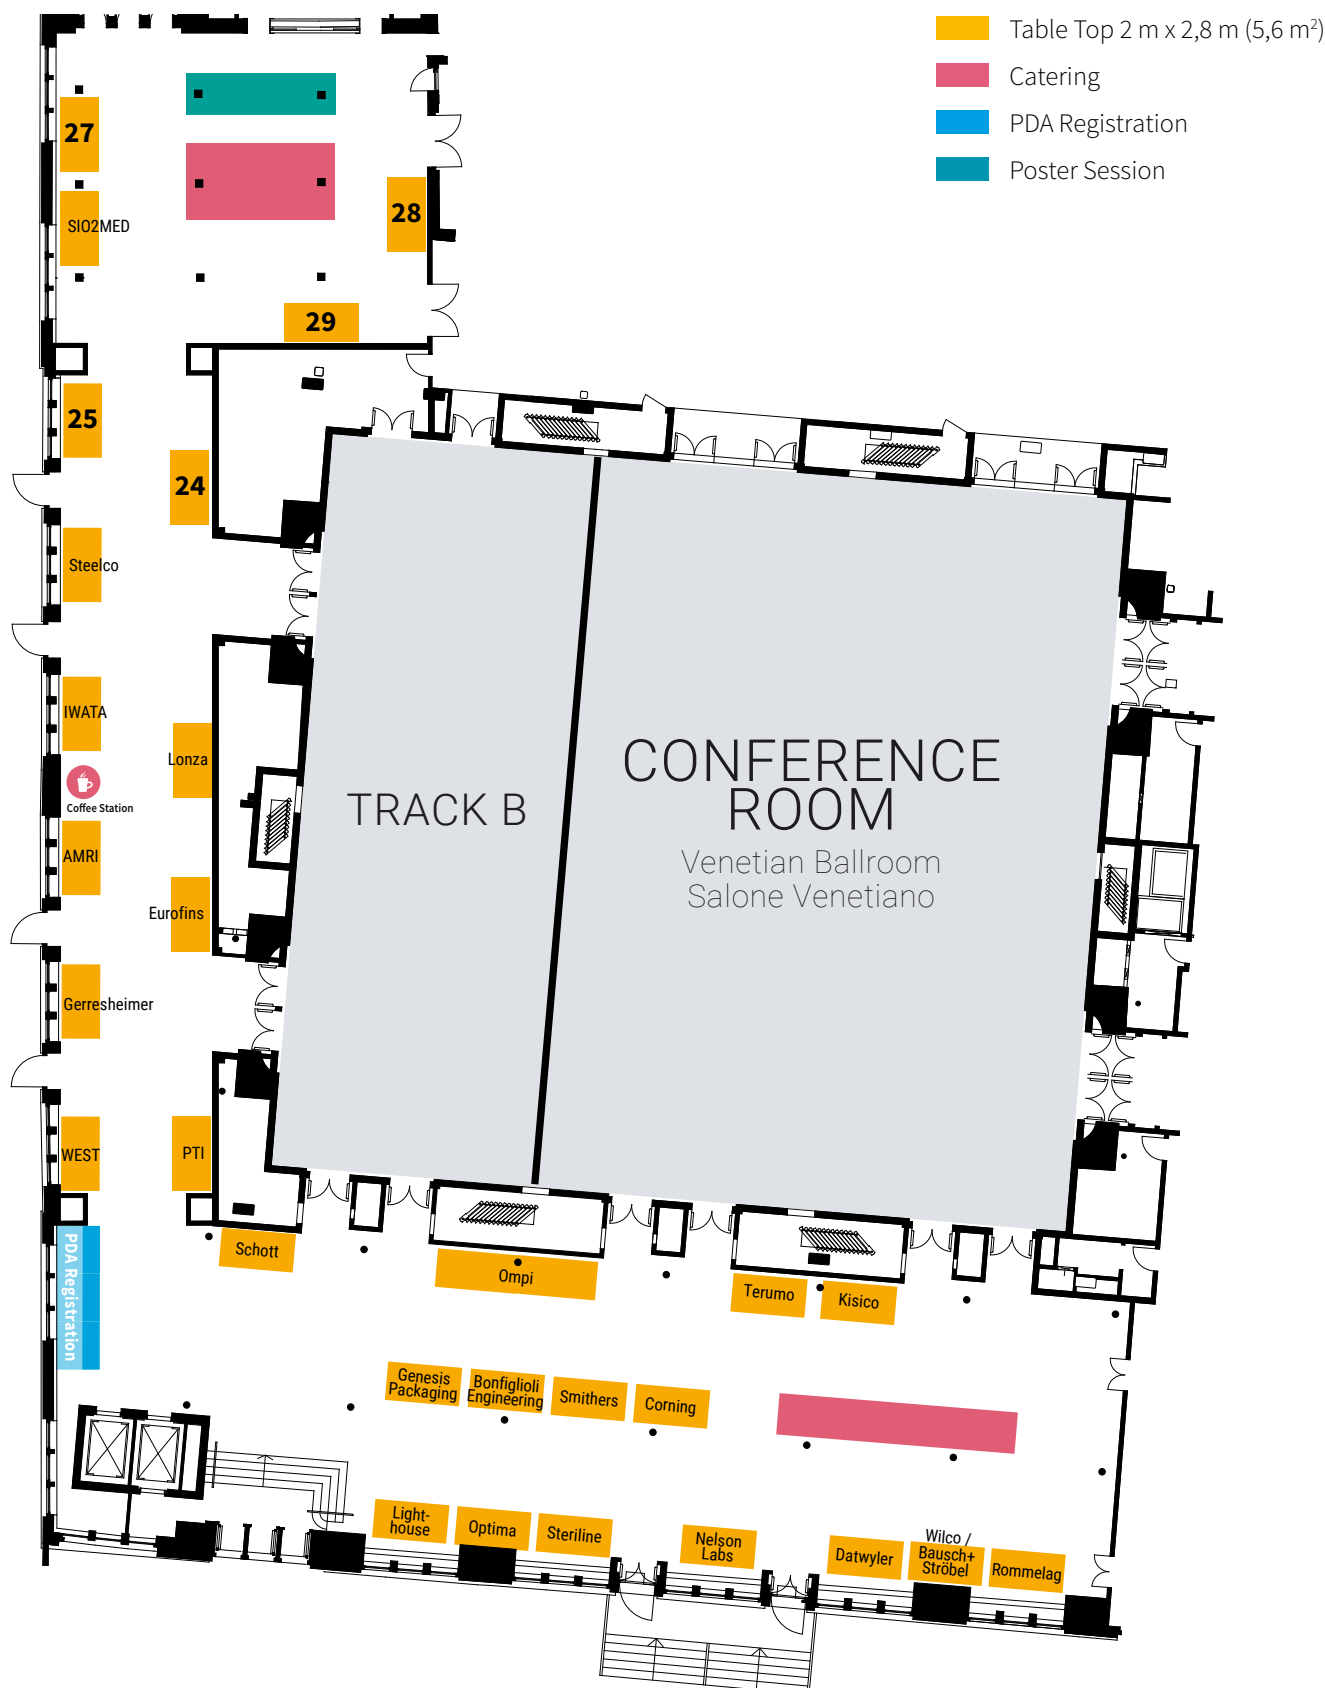 Table Top 2 m x 2,8 m (5,6 m²)
Catering
PDA Registration
Poster Session
27
SIO2MED
28
29
25
24
Steelco
IWATA
Lonza
Coffee Station
AMRI
Eurofins
Gerresheimer
WEST
PTI
TRACK B
CONFERENCE
ROOM
Venetian Ballroom
Salone Venetiano
PDA Registration
Schott
Ompi
Terumo
Kisico
Genesis
Packaging
Bonfiglioli
Engineering
Smithers
Corning
Light-
house
Optima
Steriline
Nelson
Labs
Datwyler
Wilco /
Bausch+
Ströbel
Rommelag